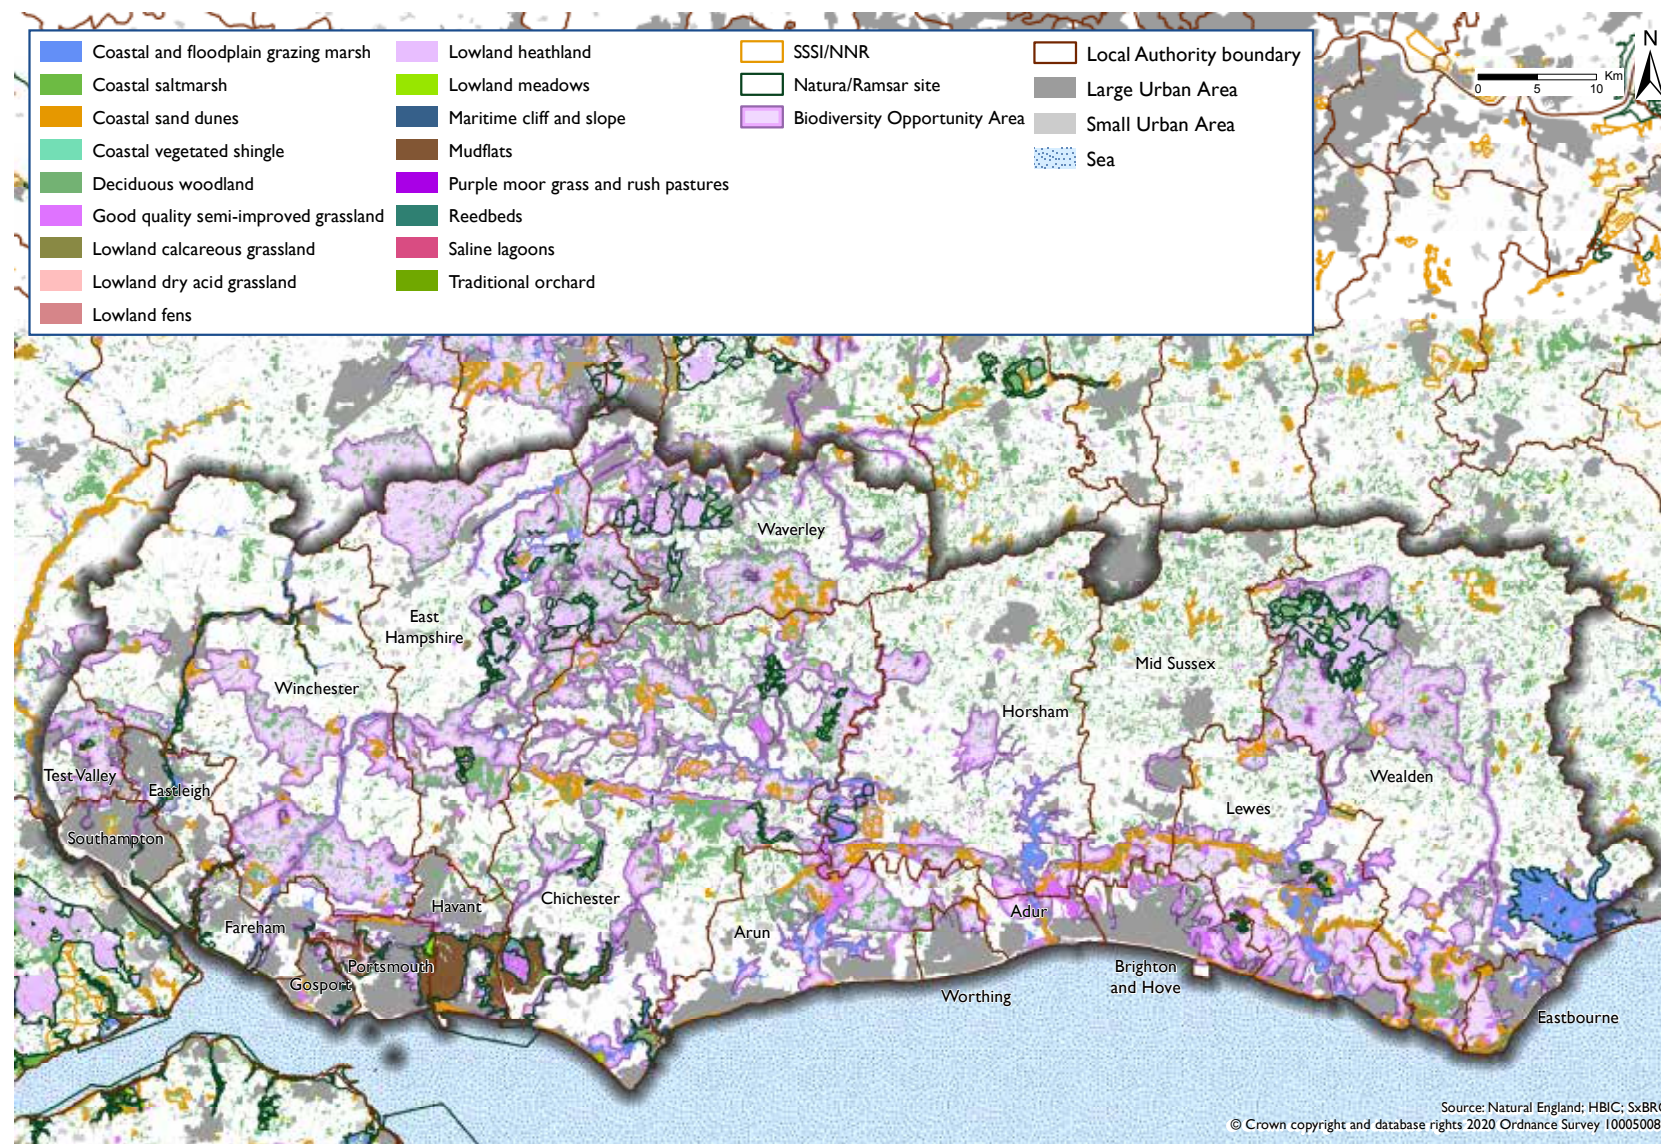 Coastal and floodplain grazing marsh
Coastal saltmarsh
Coastal sand dunes
Coastal vegetated shingle
Deciduous woodland
Good quality semi-improved grassland
Lowland calcareous grassland
Lowland dry acid grassland
Lowland fens
Lowland heathland
Lowland meadows
Maritime cliff and slope
Mudflats
Purple moor grass and rush pastures
Reedbeds
Saline lagoons
Traditional orchard
SSSI/NNR
Natura/Ramsar site
Biodiversity Opportunity Area
Local Authority boundary
Large Urban Area
Small Urban Area
Sea
N
Km
0 5 10
Waverley
East
Hampshire
Winchester
Mid Sussex
Horsham
Test Valley
Eastleigh
Wealden
Lewes
Southampton
Chichester
Havant
Fareham
Arun
Adur
Portsmouth
Gosport
Brighton
and Hove
Worthing
Eastbourne
Source: Natural England; HBIC; SxBR
© Crown copyright and database rights 2020 Ordnance Survey 10005008